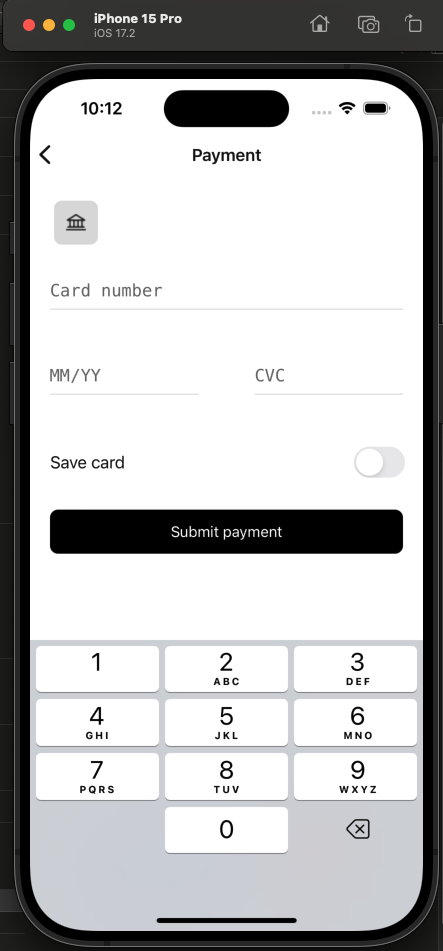 iPhone 15 Pro
iOS 17.2
10:12
Payment
Card number
MM/YY CVC
Save card
Submit payment
1 2 3
ABC DEF
4 5 6
GHI JKL MNO
7 8 9
PQRS TUV WXYZ
0